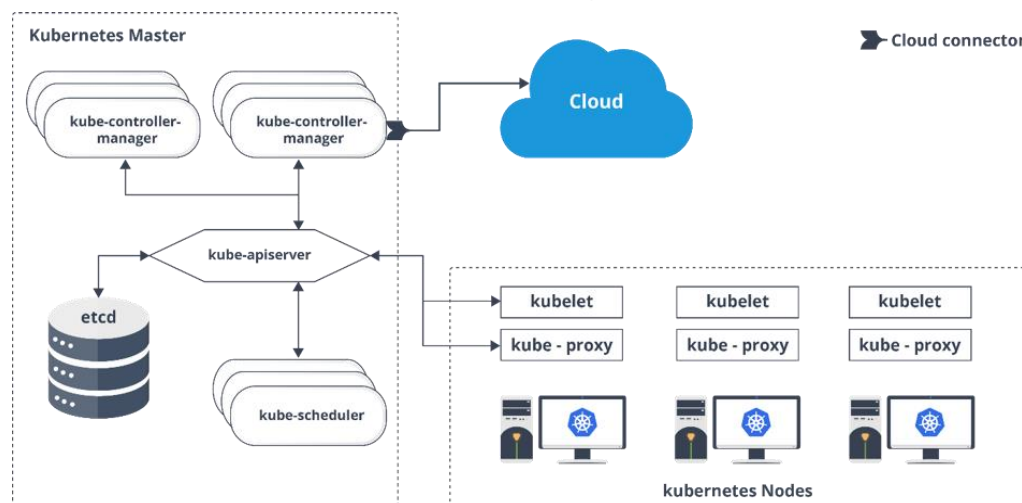 Kubernetes Master
Cloud connector
kube-controller-
manager
kube-controller-
manager
Cloud
kube-apiserver
etcd
kubelet
kubelet
kubelet
kube - proxy
kube - proxy
kube - proxy
kube-scheduler
kubernetes Nodes